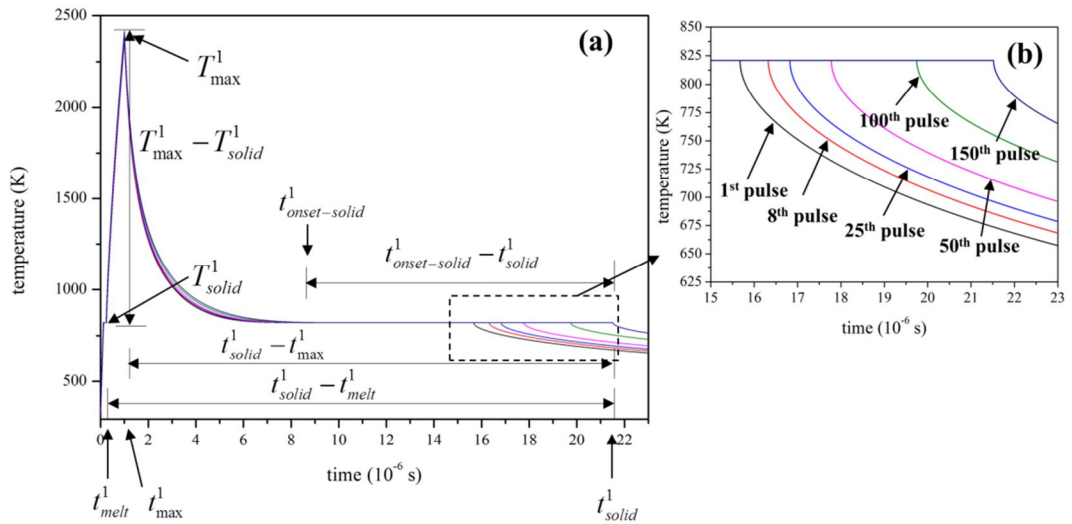 (a)
2500
2000
1500
1000
500
temperature (K)
T¹max
T¹max − T¹solid
T¹solid
t¹onset−solid
t¹onset−solid − t¹solid
t¹solid − t¹max
t¹solid − t¹melt
0 2 4 6 8 10 12 14 16 18 20 22
time (10⁻⁶ s)
t¹melt
t¹max
t¹solid
(b)
850
825
800
775
750
725
700
675
650
625
temperature (K)
100th pulse
150th pulse
1st pulse
8th pulse
25th pulse
50th pulse
15 16 17 18 19 20 21 22 23
time (10⁻⁶ s)